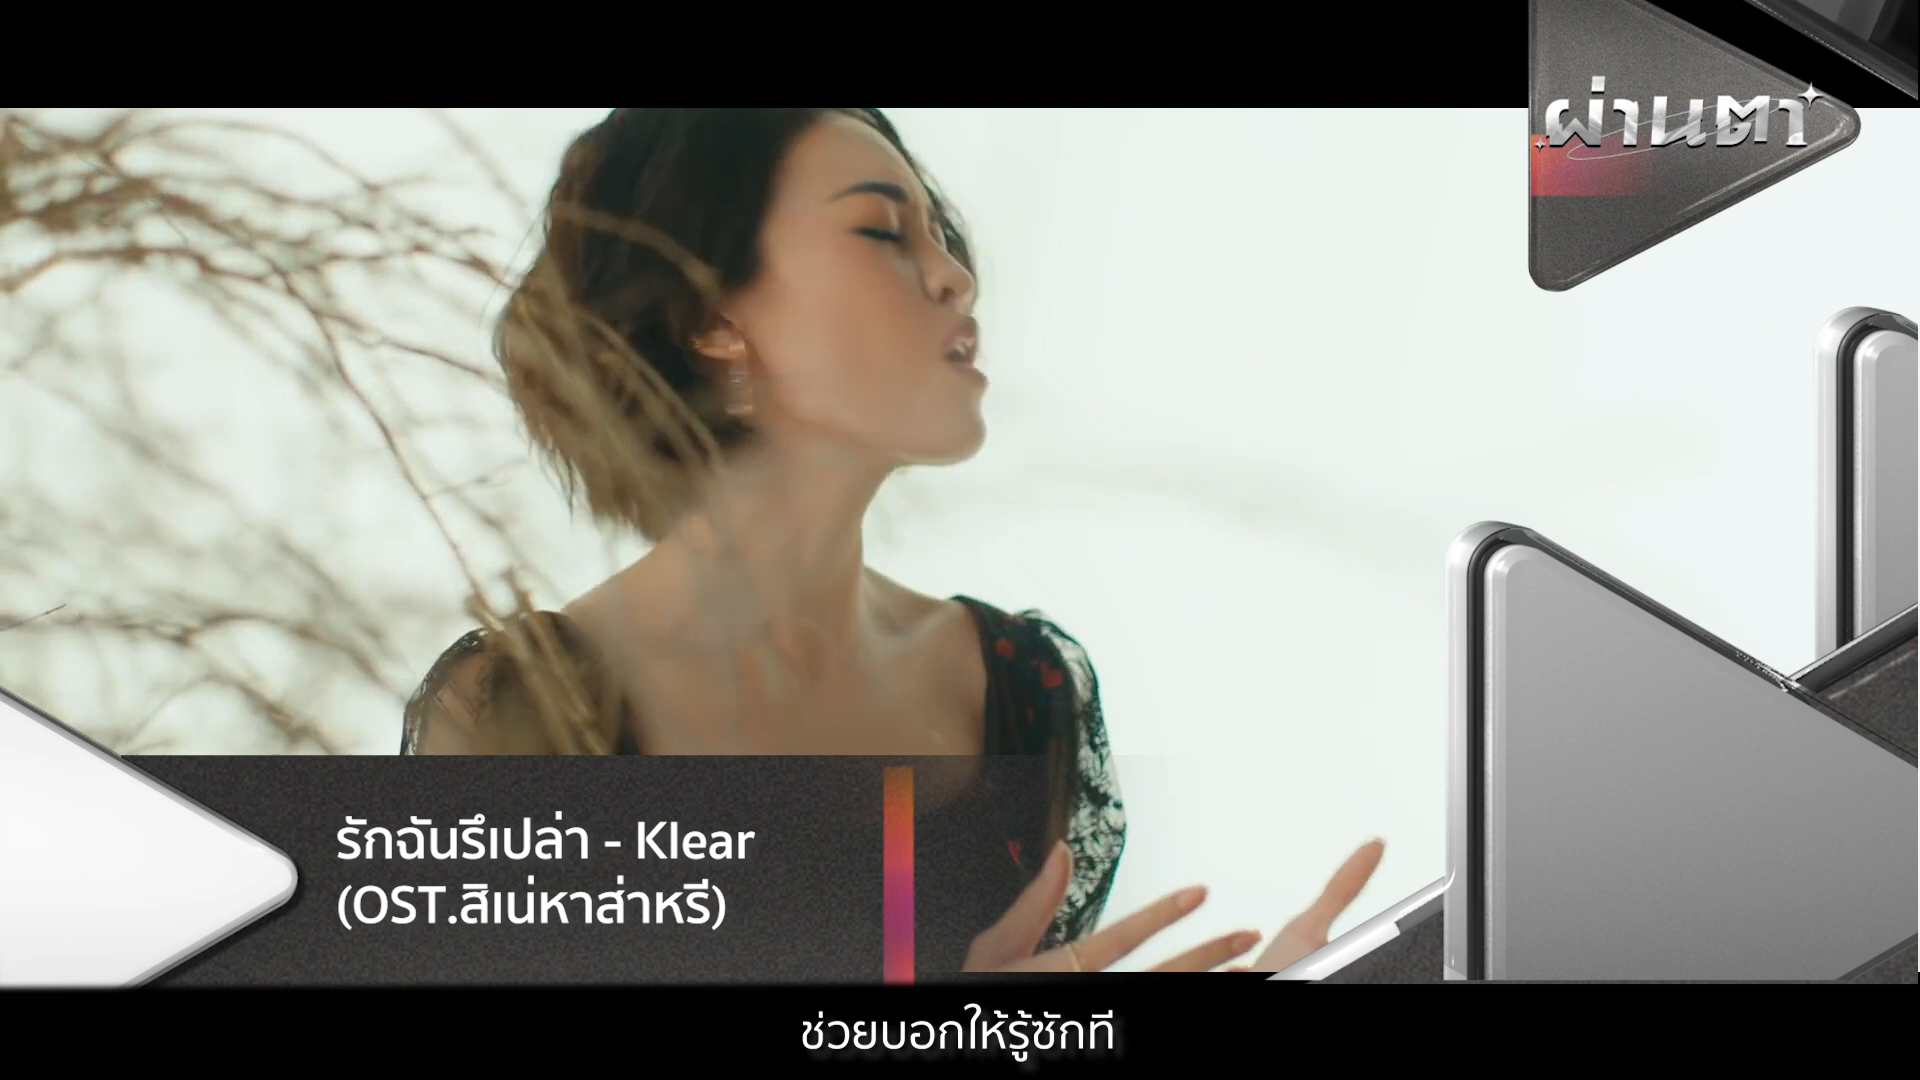 ผ่านตา
รักฉันรึเปล่า - Klear
(OST.สิเน่หาส่าหรี)
ช่วยบอกให้รู้ซักที